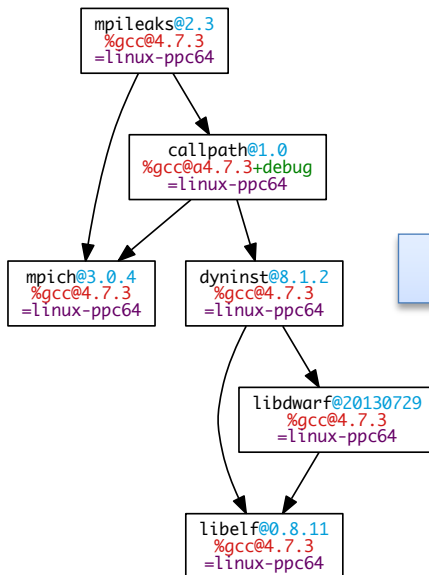 mpileaks@2.3
%gcc@4.7.3
=linux-ppc64
callpath@1.0
%gcc@a4.7.3+debug
=linux-ppc64
mpich@3.0.4
%gcc@4.7.3
=linux-ppc64
dyninst@8.1.2
%gcc@4.7.3
=linux-ppc64
libdwarf@20130729
%gcc@4.7.3
=linux-ppc64
libelf@0.8.11
%gcc@4.7.3
=linux-ppc64